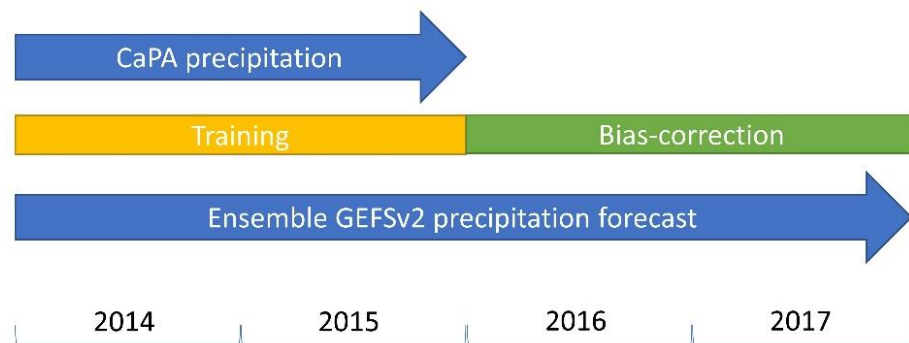 CaPA precipitation
Training Bias-correction
Ensemble GEFSv2 precipitation forecast
2014 2015 2016 2017